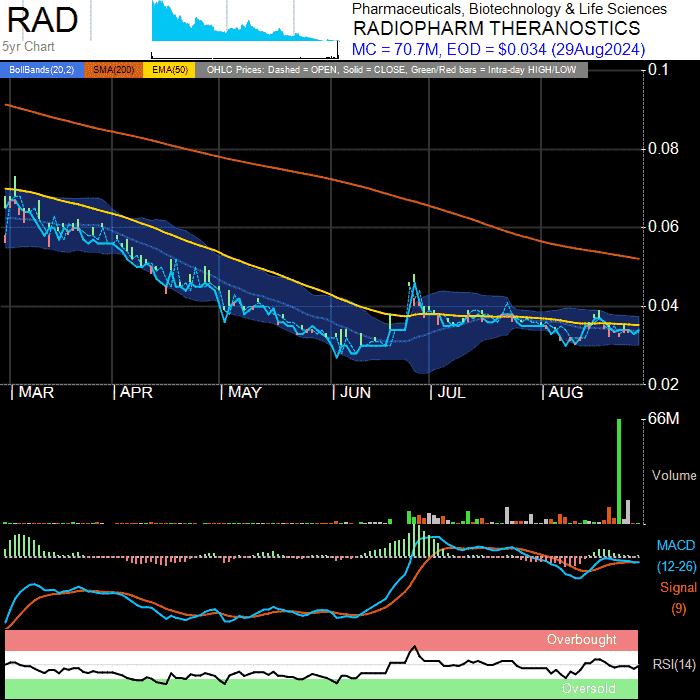 RAD
Pharmaceuticals, Biotechnology & Life Sciences
RADIOPHARM THERANOSTICS
5yr Chart
MC = 70.7M, EOD = $0.034 (29Aug2024)
BollBands(20,2) SMA(200) EMA(50) OHLC Prices: Dashed = OPEN, Solid = CLOSE, Green/Red bars = Intra-day HIGH/LOW
0.1
0.08
0.06
0.04
0.02
MAR APR MAY JUN JUL AUG
66M
Volume
MACD
(12-26)
Signal
(9)
Overbought
RSI(14)
Oversold